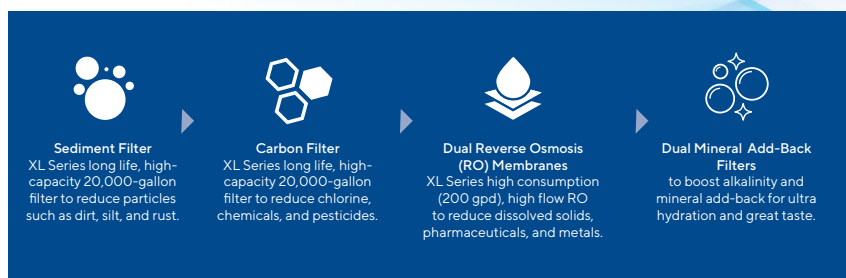 Sediment Filter
XL Series long life, high-
capacity 20,000-gallon
filter to reduce particles
such as dirt, silt, and rust.
Carbon Filter
XL Series long life, high-
capacity 20,000-gallon
filter to reduce chlorine,
chemicals, and pesticides.
Dual Reverse Osmosis
(RO) Membranes
XL Series high consumption
(200 gpd), high flow RO
to reduce dissolved solids,
pharmaceuticals, and metals.
Dual Mineral Add-Back
Filters
to boost alkalinity and
mineral add-back for ultra
hydration and great taste.